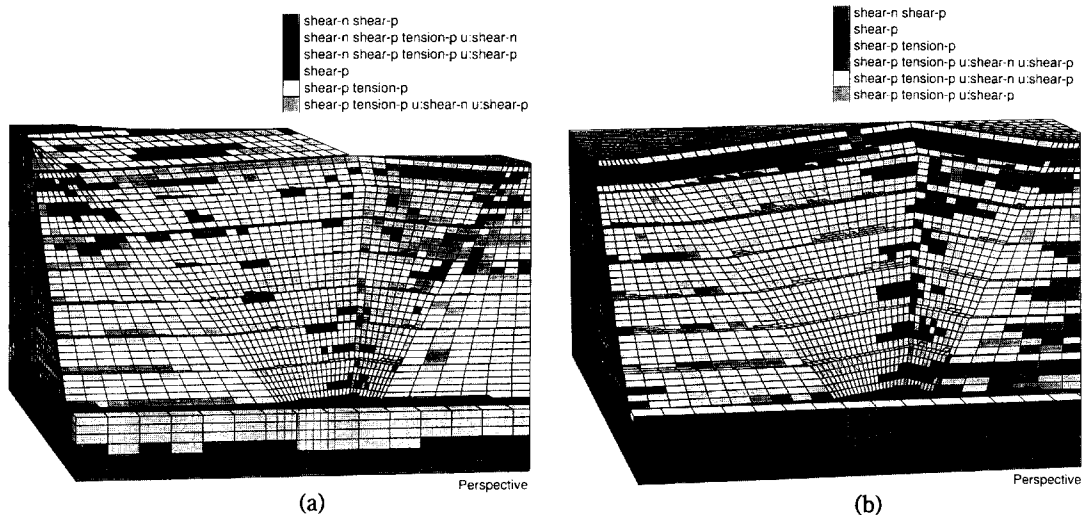 shear-n shear-p
shear-n shear-p tension-p u:shear-n
shear-n shear-p tension-p u:shear-p
shear-p
shear-p tension-p
shear-p tension-p u:shear-n u:shear-p
Perspective
(a)
shear-n shear-p
shear-p
shear-p tension-p
shear-p tension-p u:shear-n u:shear-p
shear-p tension-p u:shear-n u:shear-p
shear-p tension-p u:shear-p
Perspective
(b)